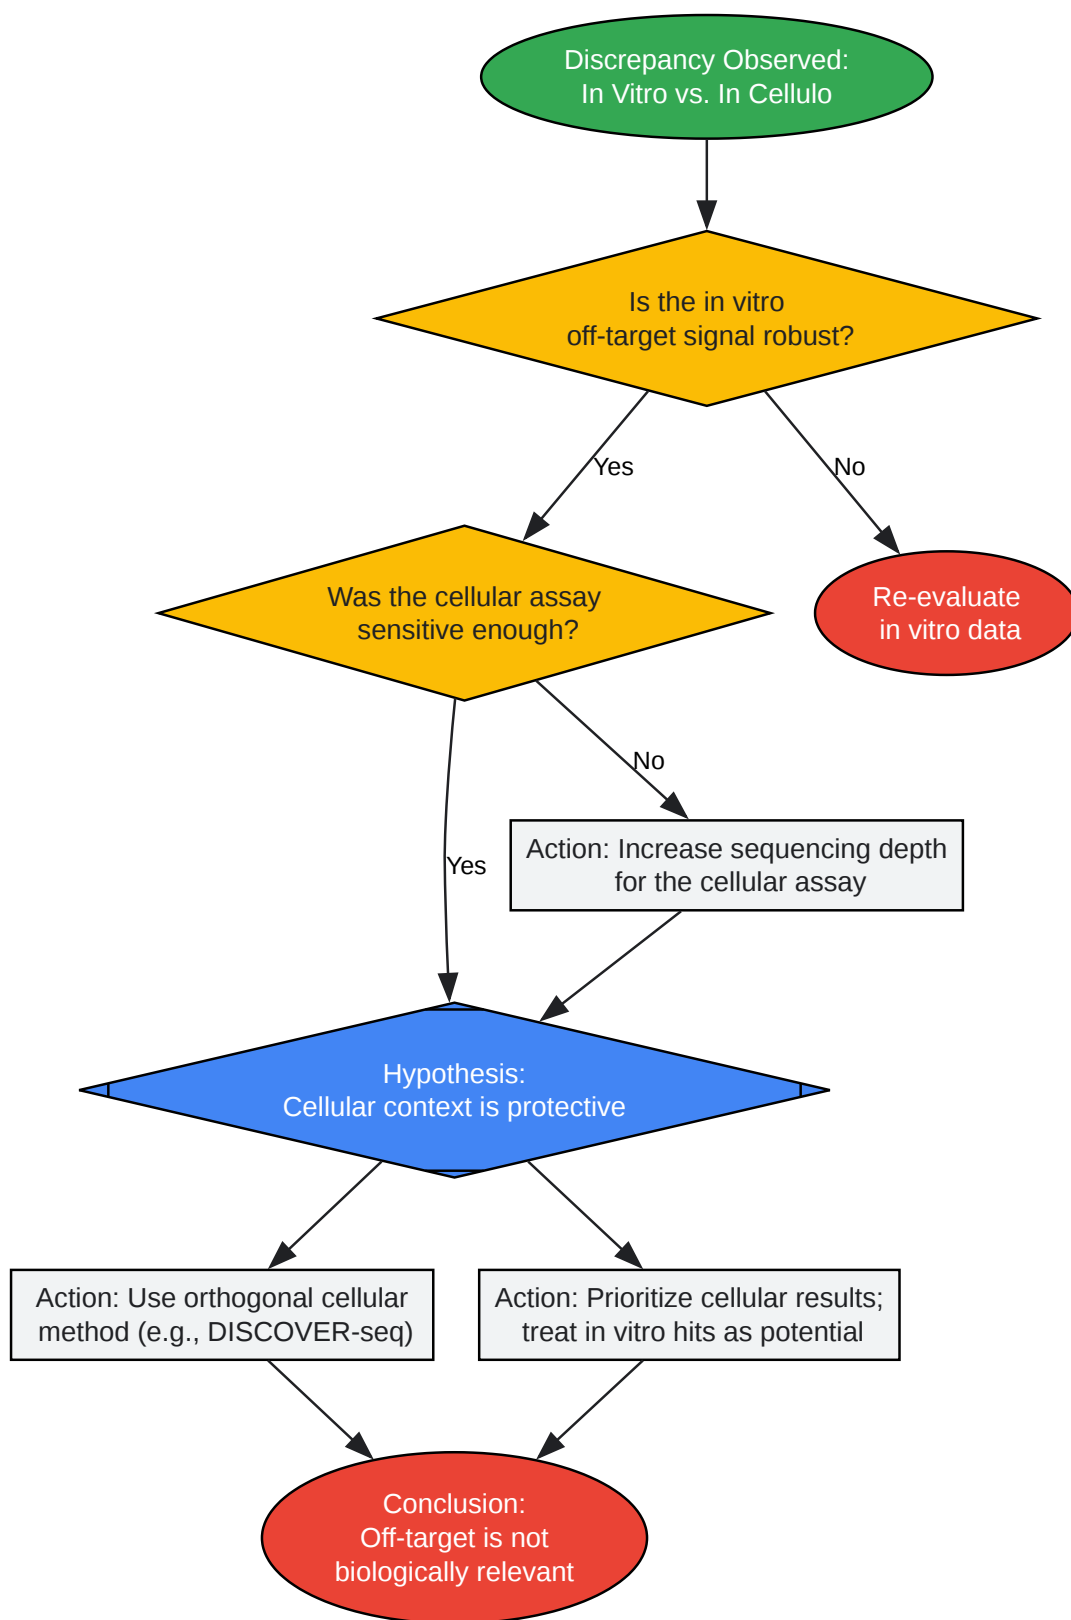 Discrepancy Observed:
In Vitro vs. In Cellulo
Is the in vitro
off-target signal robust?
Yes
No
Was the cellular assay
sensitive enough?
Re-evaluate
in vitro data
No
Action: Increase sequencing depth
for the cellular assay
Yes
Hypothesis:
Cellular context is protective
Action: Use orthogonal cellular
method (e.g., DISCOVER-seq)
Action: Prioritize cellular results;
treat in vitro hits as potential
Conclusion:
Off-target is not
biologically relevant